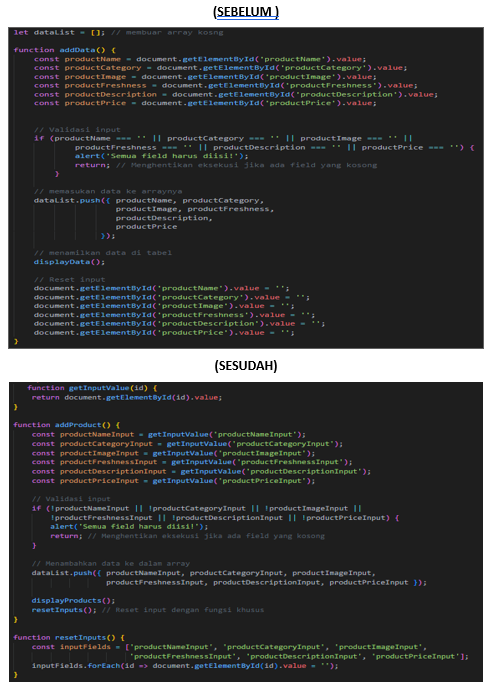 (SEBELUM )
let dataList = []; // membuar array kosng
function addData() {
const productName = document.getElementById('productName').value;
const productCategory = document.getElementById('productCategory').value;
const productImage = document.getElementById('productImage').value;
const productFreshness = document.getElementById('productFreshness').value;
const productDescription = document.getElementById('productDescription').value;
const productPrice = document.getElementById('productPrice').value;
// Validasi input
if (productName === '' || productCategory === '' || productImage === '' ||
productFreshness === '' || productDescription === '' || productPrice === '') {
alert('Semua field harus diisi!');
return; // Menghentikan eksekusi jika ada field yang kosong
}
// memasukan data ke arraynya
dataList.push({ productName, productCategory,
productImage, productFreshness,
productDescription,
productPrice
});
// menamilkan data di tabel
displayData();
// Reset input
document.getElementById('productName').value = '';
document.getElementById('productCategory').value = '';
document.getElementById('productImage').value = '';
document.getElementById('productFreshness').value = '';
document.getElementById('productDescription').value = '';
document.getElementById('productPrice').value = '';
}
(SESUDAH)
function getInputValue(id) {
return document.getElementById(id).value;
}
function addProduct() {
const productNameInput = getInputValue('productNameInput');
const productCategoryInput = getInputValue('productCategoryInput');
const productImageInput = getInputValue('productImageInput');
const productFreshnessInput = getInputValue('productFreshnessInput');
const productDescriptionInput = getInputValue('productDescriptionInput');
const productPriceInput = getInputValue('productPriceInput');
// Validasi input
if (!productNameInput || !productCategoryInput || !productImageInput ||
!productFreshnessInput || !productDescriptionInput || !productPriceInput) {
alert('Semua field harus diisi!');
return; // Menghentikan eksekusi jika ada field yang kosong
}
// Menambahkan data ke dalam array
dataList.push({ productNameInput, productCategoryInput, productImageInput,
productFreshnessInput, productDescriptionInput, productPriceInput });
displayProducts();
resetInputs(); // Reset input dengan fungsi khusus
}
function resetInputs() {
const inputFields = ['productNameInput', 'productCategoryInput', 'productImageInput',
'productFreshnessInput', 'productDescriptionInput', 'productPriceInput'];
inputFields.forEach(id => document.getElementById(id).value = '');
}